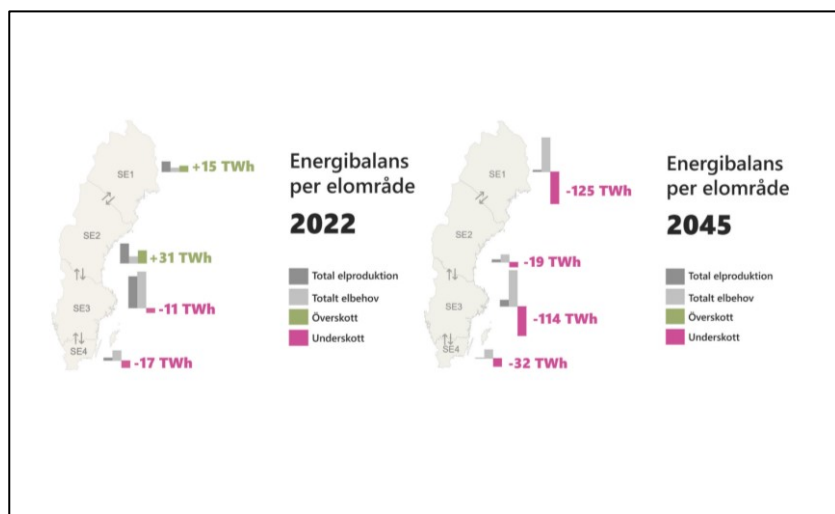 SE1
+15 TWh
SE2
+31 TWh
SE3
-11 TWh
SE4
-17 TWh
Energibalans
per elområde
2022
Total elproduktion
Totalt elbehov
Överskott
Underskott
SE1
-125 TWh
SE2
-19 TWh
SE3
-114 TWh
SE4
-32 TWh
Energibalans
per elområde
2045
Total elproduktion
Totalt elbehov
Överskott
Underskott